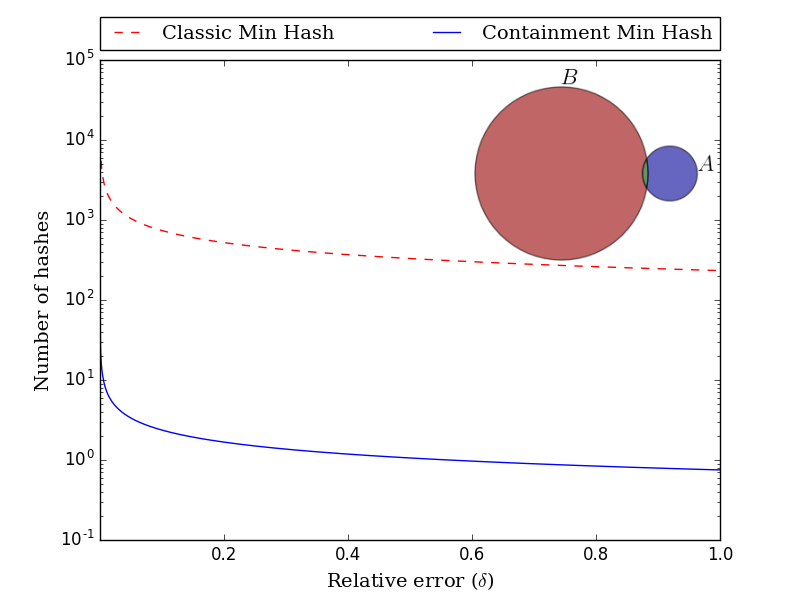 Classic Min Hash Containment Min Hash
10^5
10^4
10^3
10^2
10^1
10^0
10^-1
B
A
Number of hashes
0.2 0.4 0.6 0.8 1.0
Relative error (δ)